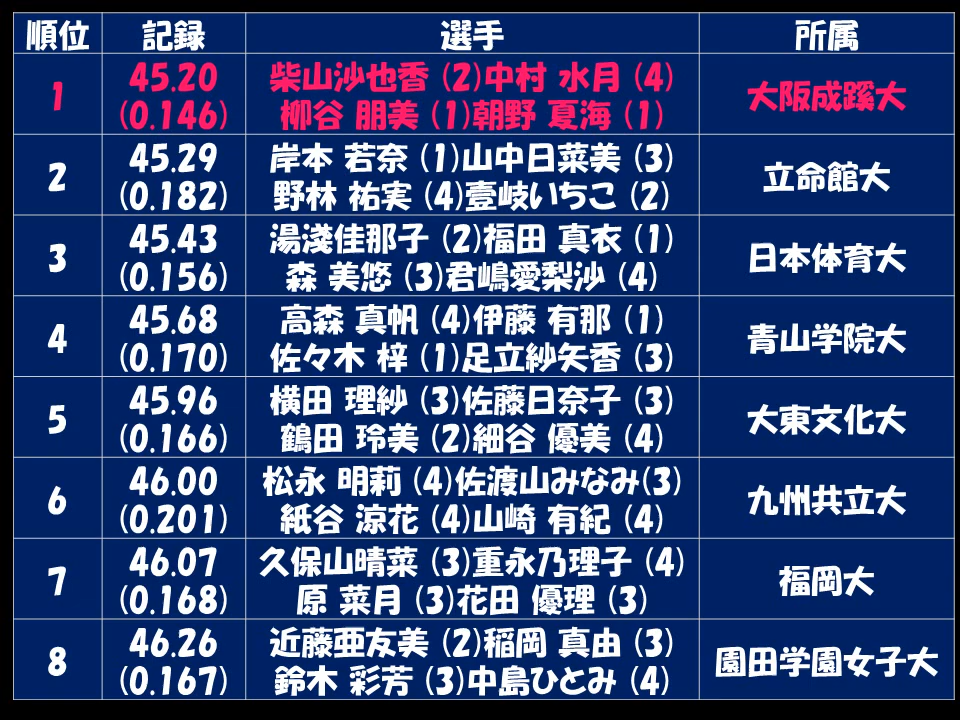 順位 記録 選手 所属
1 45.20 (0.146) 柴山沙也香 (2)中村 水月 (4) 柳谷 朋美 (1)朝野 夏海 (1) 大阪成蹊大
2 45.29 (0.182) 岸本 若奈 (1)山中日菜美 (3) 野林 祐実 (4)壹岐いちこ (2) 立命館大
3 45.43 (0.156) 湯淺佳那子 (2)福田 真衣 (1) 森 美悠 (3)君嶋愛梨沙 (4) 日本体育大
4 45.68 (0.170) 高森 真帆 (4)伊藤 有那 (1) 佐々木 梓 (1)足立紗矢香 (3) 青山学院大
5 45.96 (0.166) 横田 理紗 (3)佐藤日奈子 (3) 鶴田 玲美 (2)細谷 優美 (4) 大東文化大
6 46.00 (0.201) 松永 明莉 (4)佐渡山みなみ(3) 紙谷 涼花 (4)山崎 有紀 (4) 九州共立大
7 46.07 (0.168) 久保山晴菜 (3)重永乃理子 (4) 原 菜月 (3)花田 優理 (3) 福岡大
8 46.26 (0.167) 近藤亜友美 (2)稲岡 真由 (3) 鈴木 彩芳 (3)中島ひとみ (4) 園田学園女子大